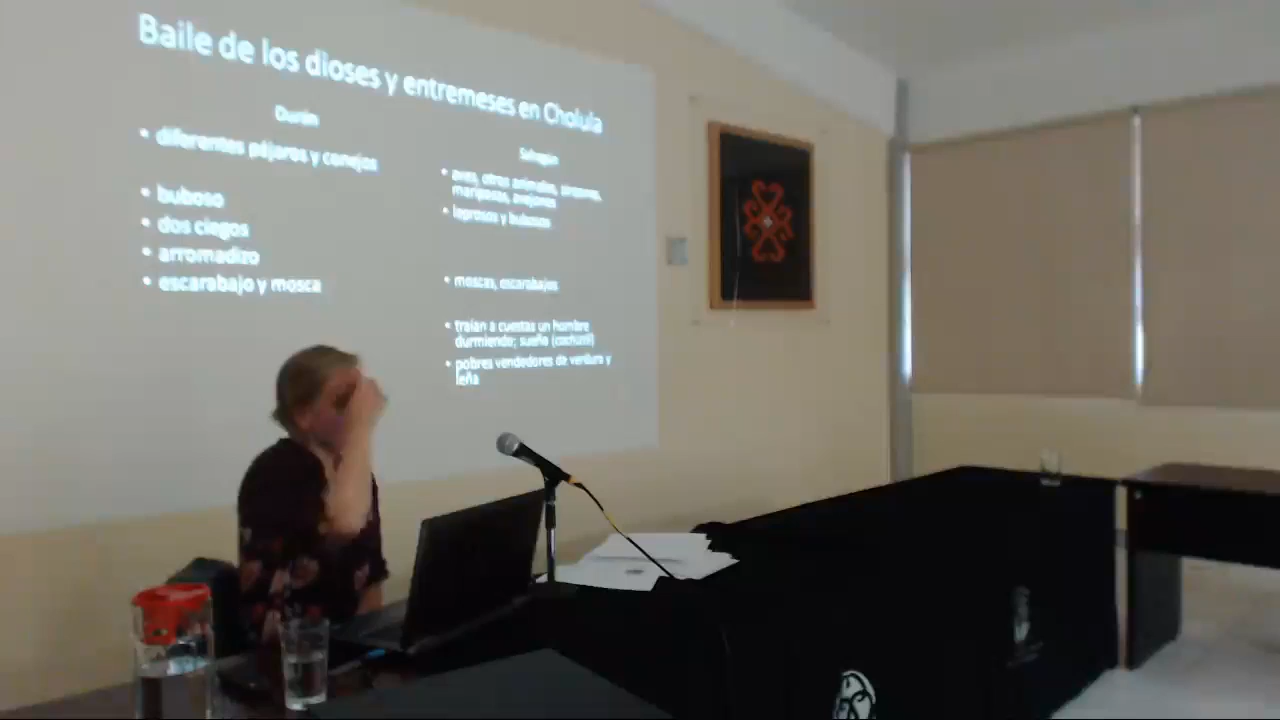 Baile de los dioses y entremeses en Cholula
Durán
• diferentes pájaros y conejos
• buboso
• dos ciegos
• arromadizo
• escarabajo y mosca
Sahagún
• aves, otros animales,
mariposas, avejones
• leprosos y bubosos
• moscas, escarabajos
• traían a cuestas un hombre
durmiendo; sueño (cochiztli)
• pobres vendedores de verdura y
leña